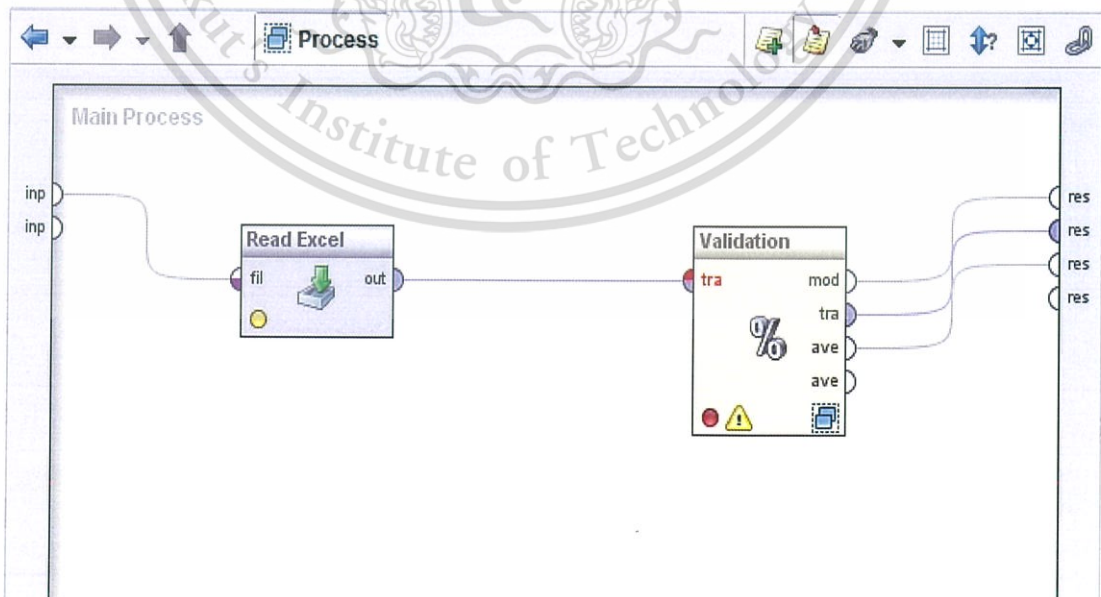 Process
kut's Institute of Technology
Main Process
inp
inp
Read Excel
fil
out
Validation
tra
mod
tra
ave
ave
res
res
res
res